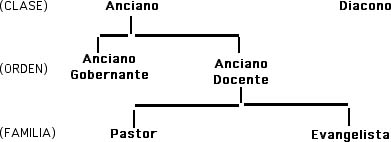 (CLASE) Anciano Diacono
Anciano
Gobernante
(ORDEN)
Anciano
Docente
(FAMILIA) Pastor Evangelista